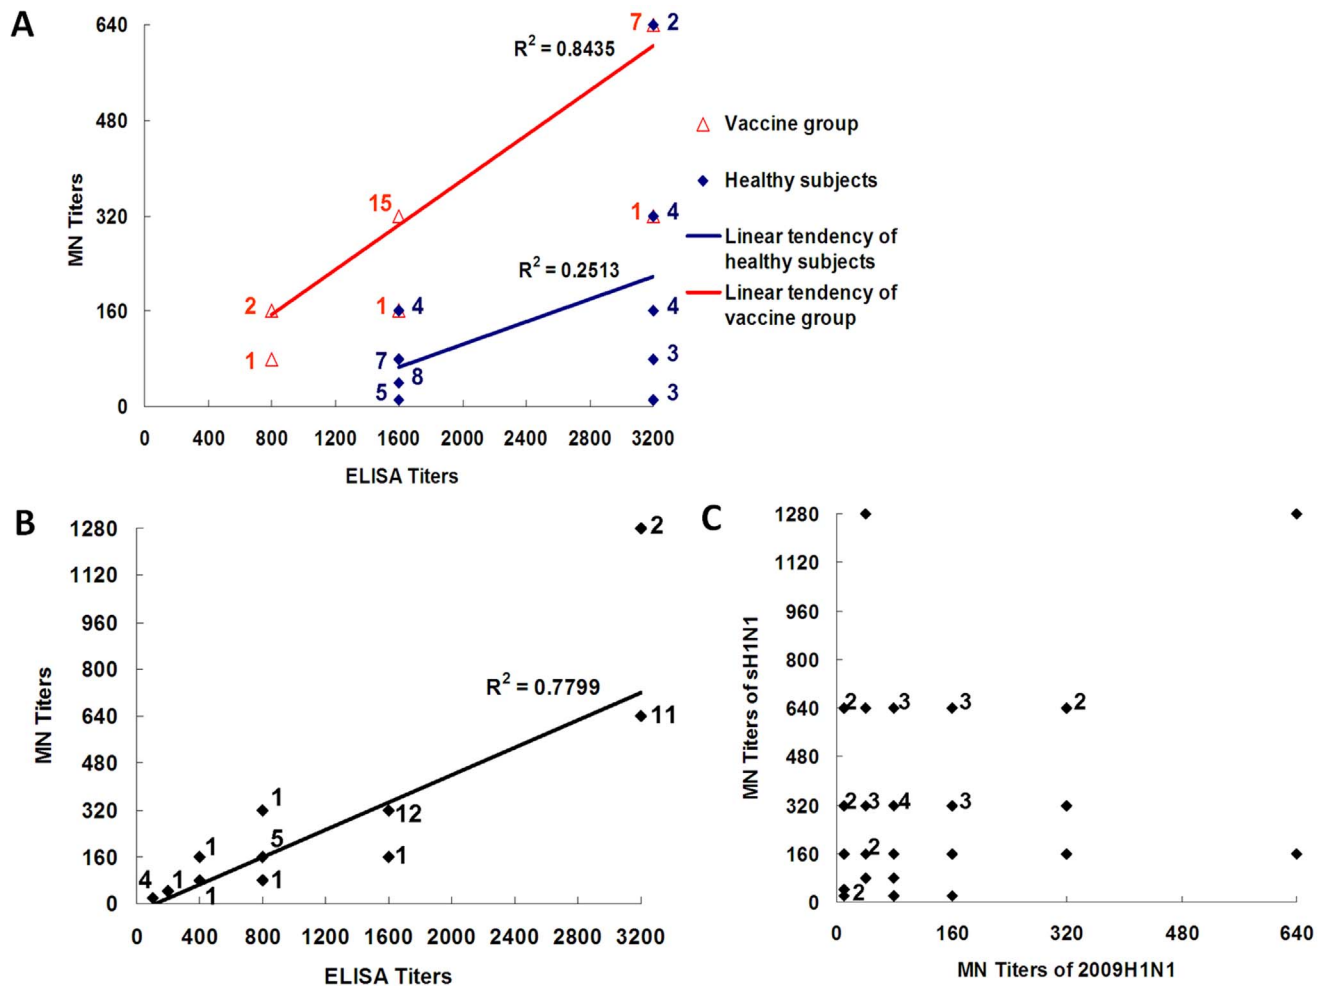 A
640
480
320
160
0
MN Titers
R² = 0.8435
7 2
15
1 4
R² = 0.2513
2
1 4
4
1
7
3
8
5
3
0 400 800 1200 1600 2000 2400 2800 3200
ELISA Titers
Vaccine group
Healthy subjects
Linear tendency of
healthy subjects
Linear tendency of
vaccine group
B
1280
1120
960
800
640
480
320
160
0
MN Titers
2
R² = 0.7799
11
1
12
5
1
1
4
1
1
1
0 400 800 1200 1600 2000 2400 2800 3200
ELISA Titers
C
1280
1120
960
800
640
480
320
160
0
MN Titers of sH1N1
2 3 3 2
2 3 4 3
2
2
0 160 320 480 640
MN Titers of 2009H1N1